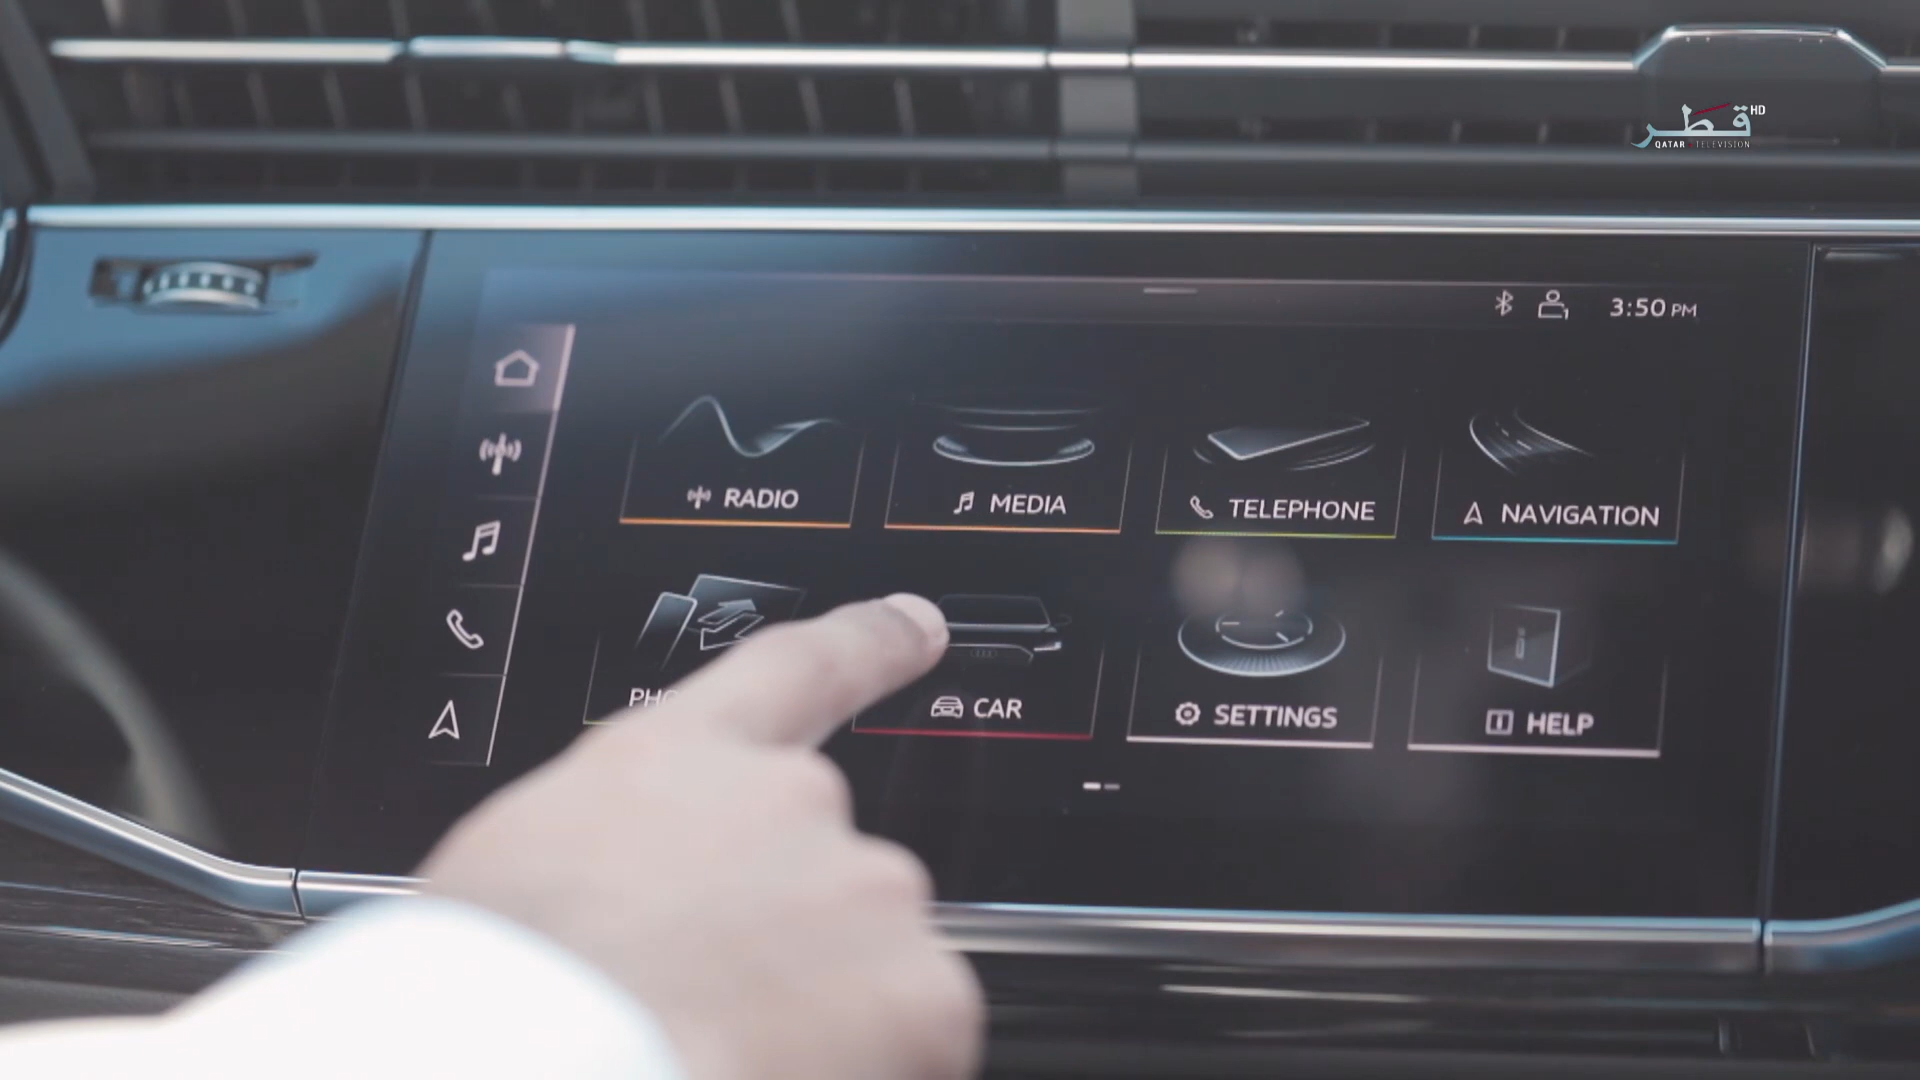 قطر HD
QATAR TELEVISION
3:50 PM
RADIO
MEDIA
TELEPHONE
NAVIGATION
CAR
SETTINGS
HELP